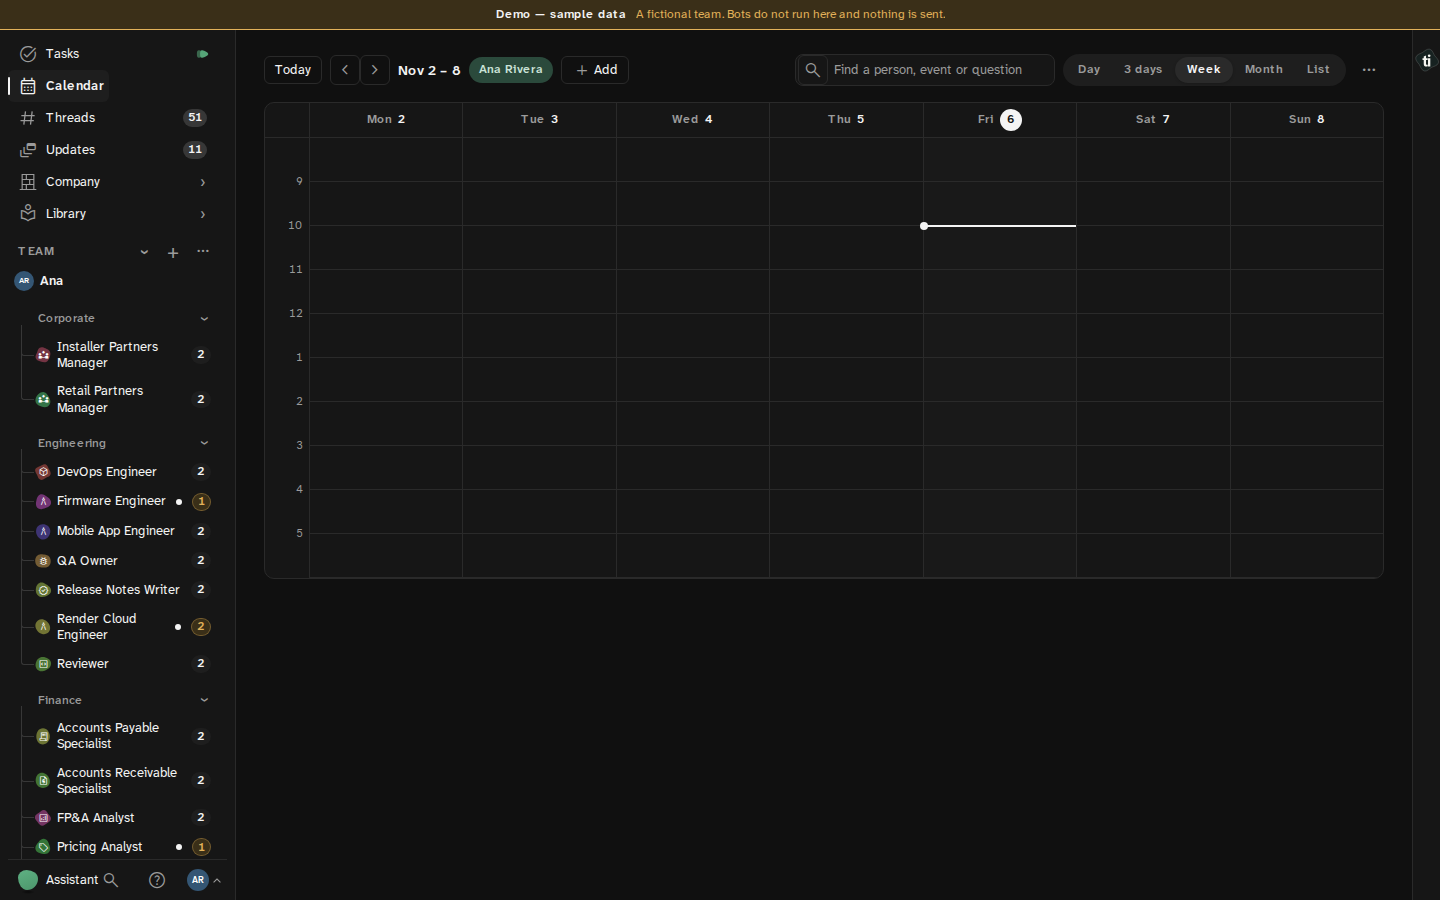 Demo — sample data A fictional team. Bots do not run here and nothing is sent.
Tasks
Calendar
Threads 51
Updates 11
Company
Library
TEAM
AR Ana
Corporate
Installer Partners
Manager 2
Retail Partners
Manager 2
Engineering
DevOps Engineer 2
Firmware Engineer 1
Mobile App Engineer 2
QA Owner 2
Release Notes Writer 2
Render Cloud
Engineer 2
Reviewer 2
Finance
Accounts Payable
Specialist 2
Accounts Receivable
Specialist 2
FP&A Analyst 2
Pricing Analyst 1
Assistant AR
Today Nov 2 – 8 Ana Rivera + Add Find a person, event or question Day 3 days Week Month List
Mon 2 Tue 3 Wed 4 Thu 5 Fri 6 Sat 7 Sun 8
9
10
11
12
1
2
3
4
5
ti